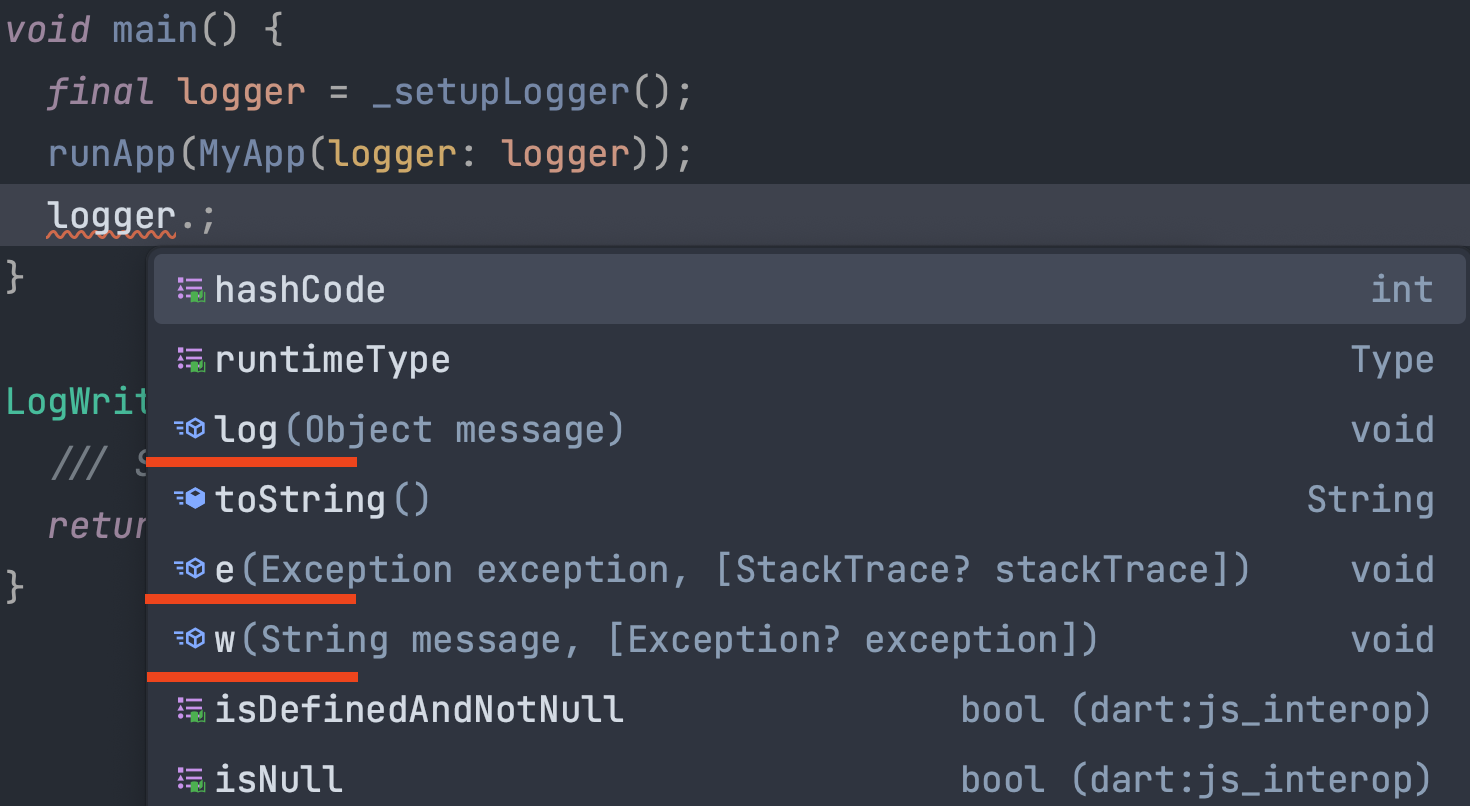 void main() {
final logger = _setupLogger();
runApp(MyApp(logger: logger));
logger.;
}
hashCode int
runtimeType Type
LogWrit
log(Object message) void
/// S
toString() String
retur
e(Exception exception, [StackTrace? stackTrace]) void
}
w(String message, [Exception? exception]) void
isDefinedAndNotNull bool (dart:js_interop)
isNull bool (dart:js_interop)